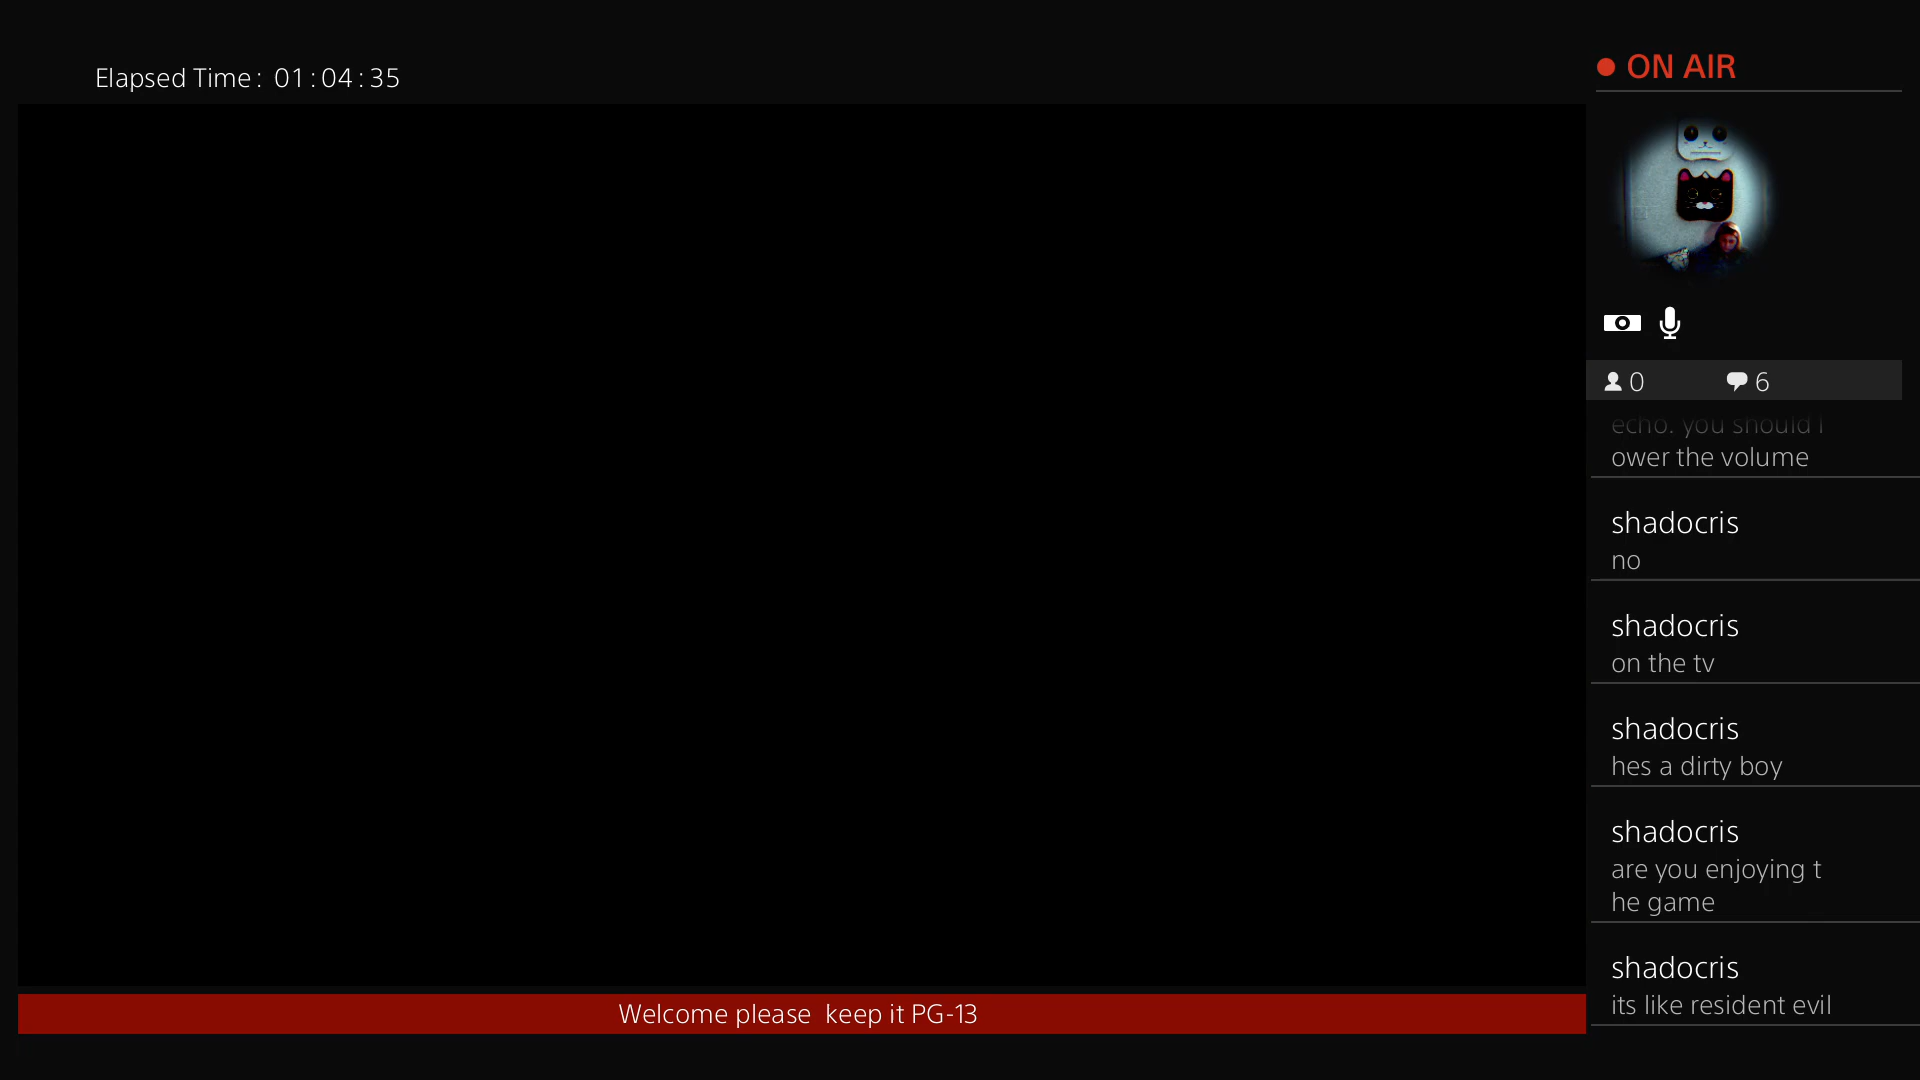 Elapsed Time: 01:04:35
ON AIR
0 6
echo. you should l
ower the volume
shadocris
no
shadocris
on the tv
shadocris
hes a dirty boy
shadocris
are you enjoying t
he game
shadocris
its like resident evil
Welcome please  keep it PG-13